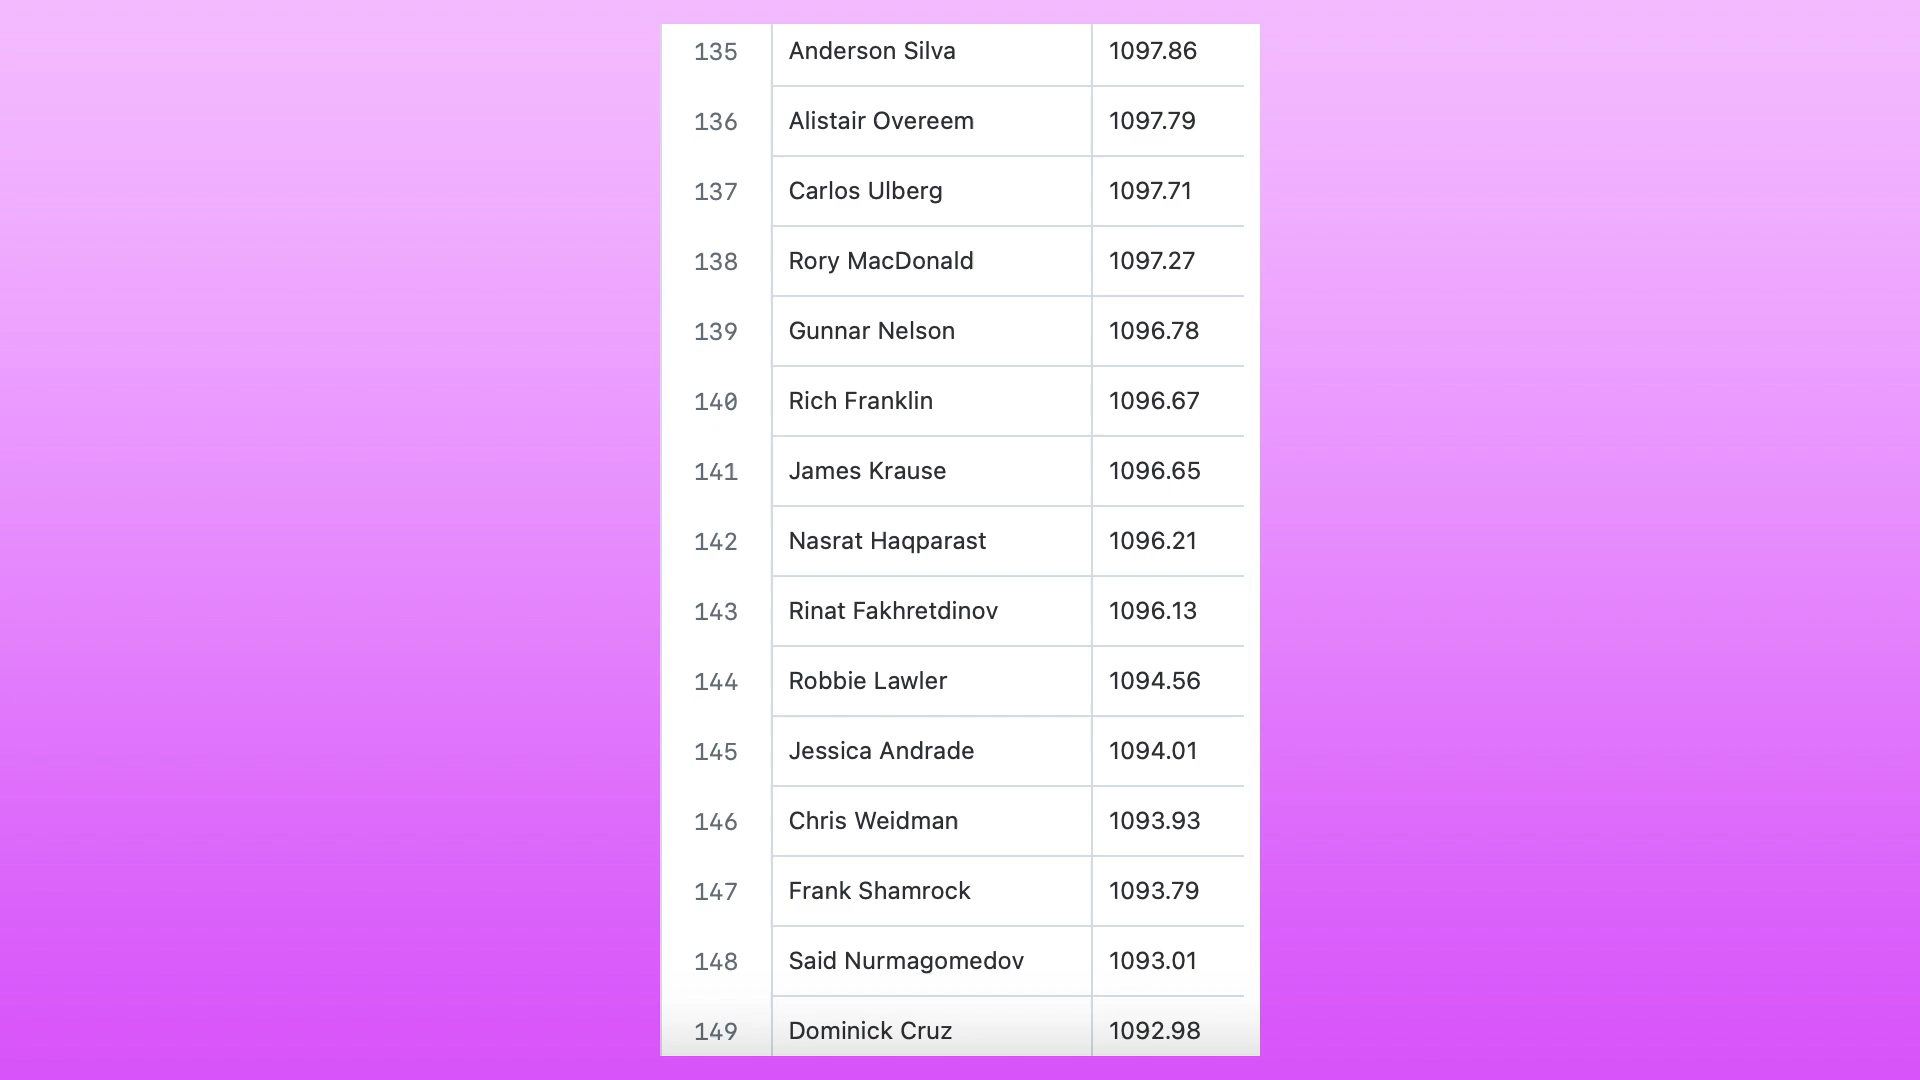 135 Anderson Silva 1097.86
136 Alistair Overeem 1097.79
137 Carlos Ulberg 1097.71
138 Rory MacDonald 1097.27
139 Gunnar Nelson 1096.78
140 Rich Franklin 1096.67
141 James Krause 1096.65
142 Nasrat Haqparast 1096.21
143 Rinat Fakhretdinov 1096.13
144 Robbie Lawler 1094.56
145 Jessica Andrade 1094.01
146 Chris Weidman 1093.93
147 Frank Shamrock 1093.79
148 Said Nurmagomedov 1093.01
149 Dominick Cruz 1092.98